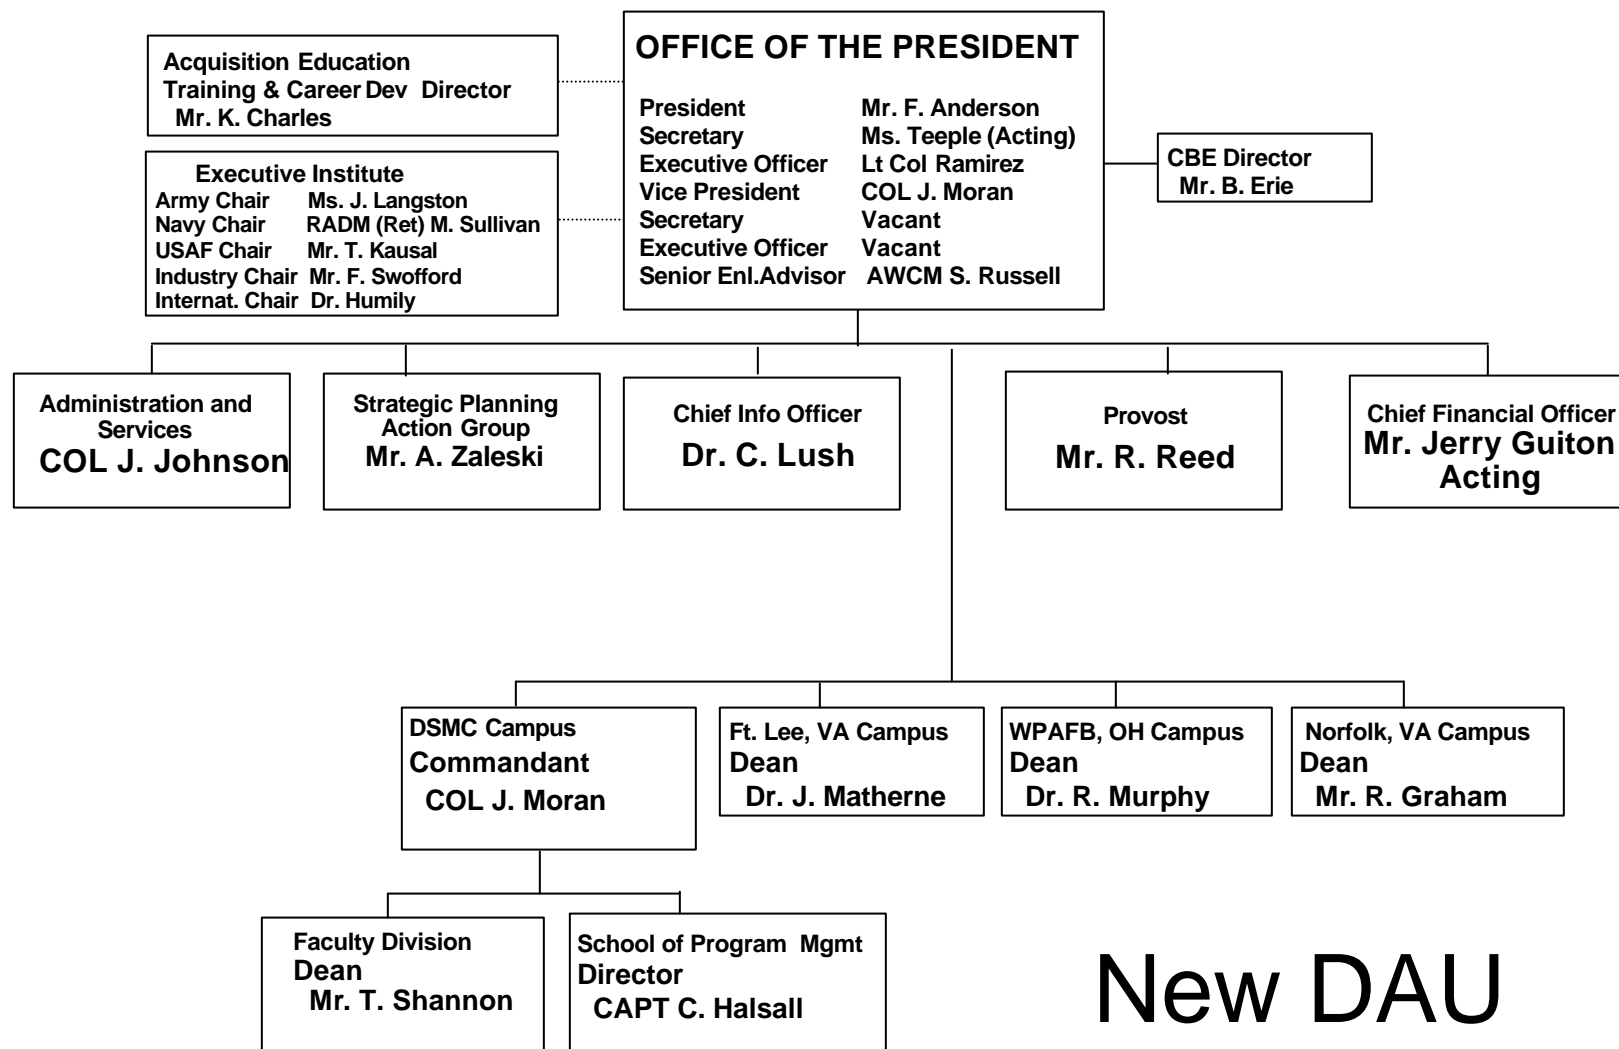 Acquisition Education
Training & Career Dev Director
Mr. K. Charles
Executive Institute
Army Chair Ms. J. Langston
Navy Chair RADM (Ret) M. Sullivan
USAF Chair Mr. T. Kausal
Industry Chair Mr. F. Swofford
Internat. Chair Dr. Humily
OFFICE OF THE PRESIDENT
President Mr. F. Anderson
Secretary Ms. Teeple (Acting)
Executive Officer Lt Col Ramirez
Vice President COL J. Moran
Secretary Vacant
Executive Officer Vacant
Senior Enl.Advisor AWCM S. Russell
CBE Director
Mr. B. Erie
Administration and
Services
COL J. Johnson
Strategic Planning
Action Group
Mr. A. Zaleski
Chief Info Officer
Dr. C. Lush
Provost
Mr. R. Reed
Chief Financial Officer
Mr. Jerry Guiton
Acting
DSMC Campus
Commandant
COL J. Moran
Ft. Lee, VA Campus
Dean
Dr. J. Matherne
WPAFB, OH Campus
Dean
Dr. R. Murphy
Norfolk, VA Campus
Dean
Mr. R. Graham
Faculty Division
Dean
Mr. T. Shannon
School of Program Mgmt
Director
CAPT C. Halsall
New DAU